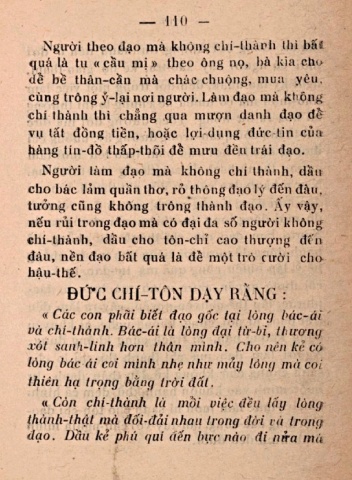 — 110 —
Người theo đạo mà không chí-thành thì bất
quá là tu « cầu mị » theo ông nọ, bà kia cho
dể bề thân-cần mà chác chuộng, mua yêu,
cùng trông ỷ-lại nơi người. Làm đạo mà không
chí thành thì chẳng qua mượn danh đạo để
vụ tất đồng tiền, hoặc lợi-dụng đức-tin của
hàng tín-đồ thấp-thỏi để mưu đền trái đạo.
Người làm đạo mà không chí thành, dầu
cho bác lảm quần thơ, rỏ thông đạo lý đến đâu,
tưởng cũng không trông thành đạo. Ấy vậy,
nếu rủi trong đạo mà có đại đa số người không
chí-thành, dầu cho tôn-chỉ cao thượng đến
đâu, nền đạo bất quá là để một trò cười cho
hậu-thế.
ĐỨC CHÍ-TÔN DẠY RẰNG :
« Các con phải biết đạo gốc tại lòng bác-ái
và chí-thành. Bác-ái là lòng đại từ-bi, thương
xót sanh-linh hơn thân mình. Cho nên kẻ có
lòng bác ái coi mình nhẹ như mảy lông mà coi
thiên hạ trọng bằng trời đất.
« Còn chí-thành là mỗi việc đều lấy lòng
thành-thật mà đối-đãi nhau trong đời và trong
đạo. Dầu kẻ phú quí đến bực nào đi nữa mà